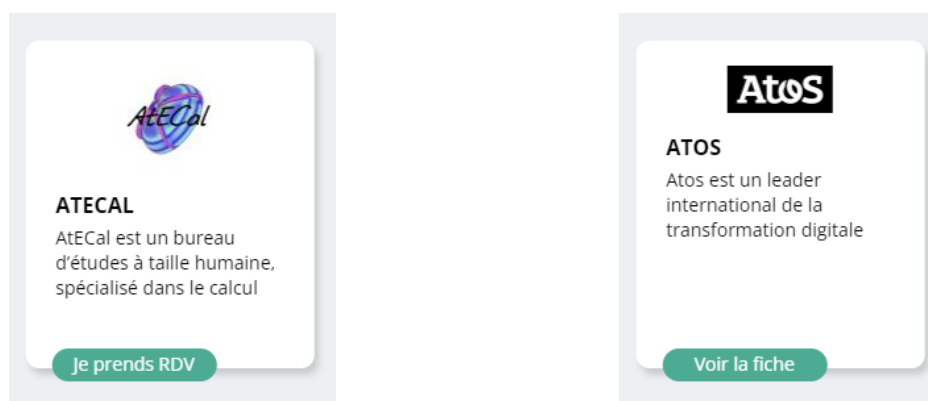 AtECal
ATECAL
AtECal est un bureau
d'études à taille humaine,
spécialisé dans le calcul
Je prends RDV
Atos
ATOS
Atos est un leader
international de la
transformation digitale
Voir la fiche